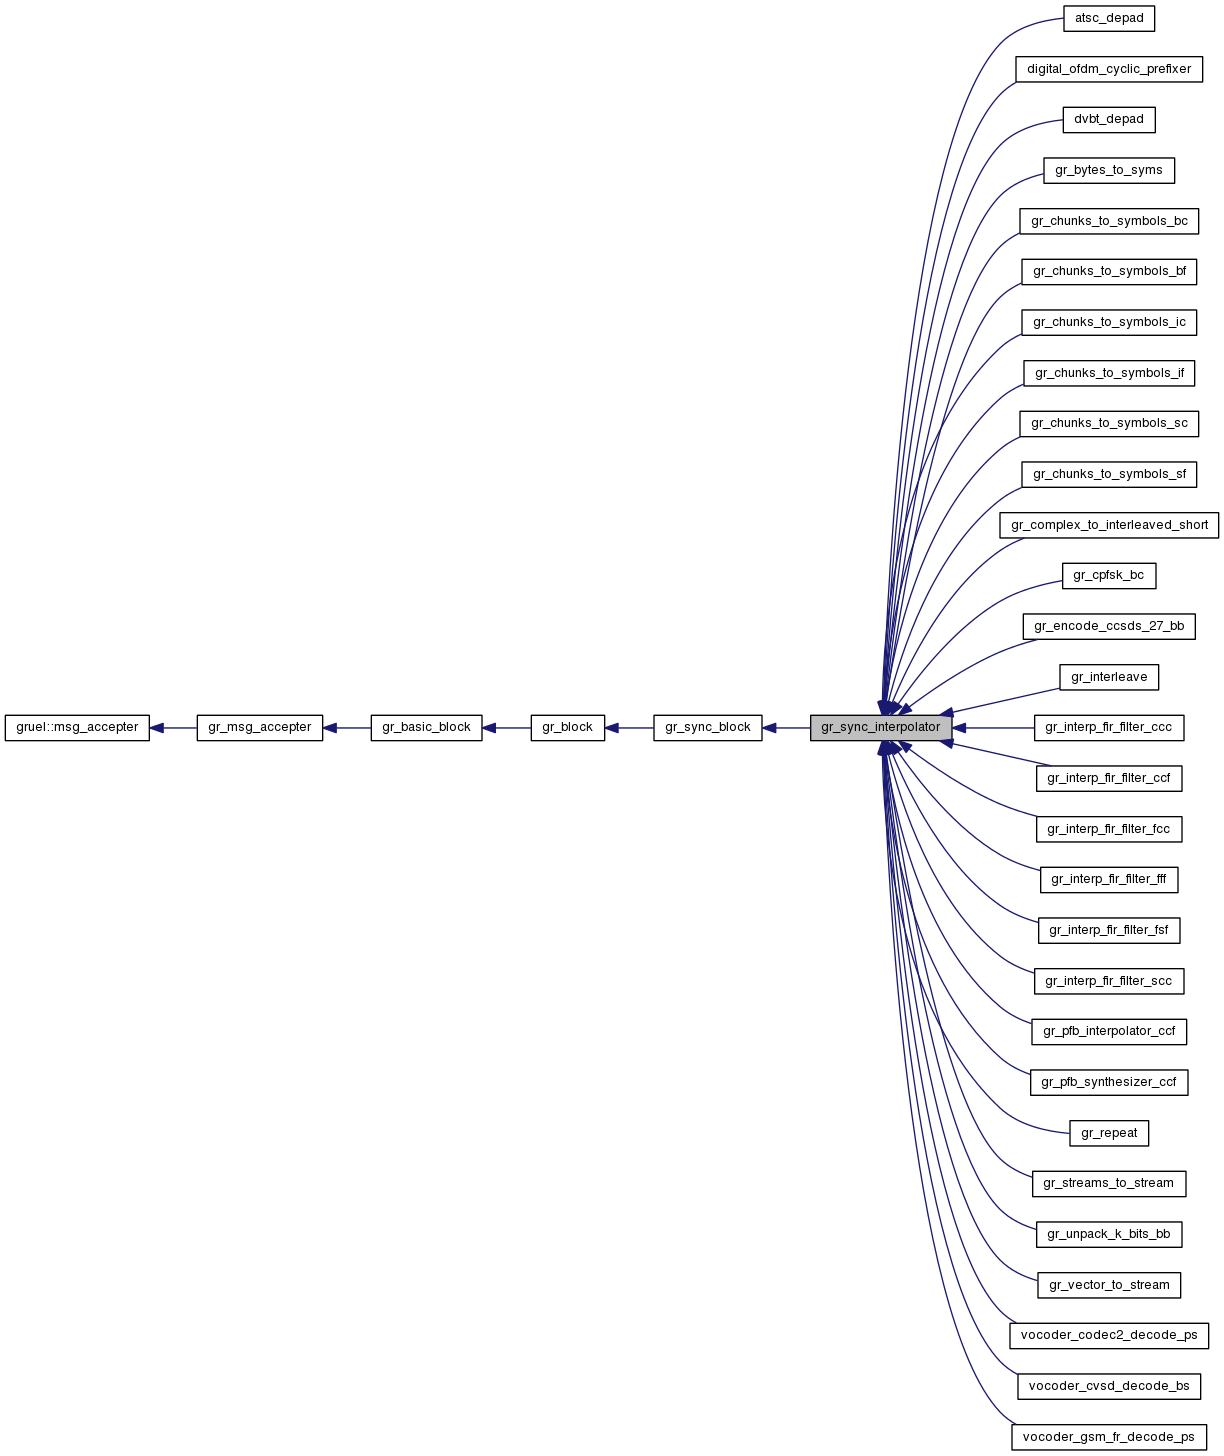 atsc_depad
digital_ofdm_cyclic_prefixer
dvbt_depad
gr_bytes_to_syms
gr_chunks_to_symbols_bc
gr_chunks_to_symbols_bf
gr_chunks_to_symbols_ic
gr_chunks_to_symbols_if
gr_chunks_to_symbols_sc
gr_chunks_to_symbols_sf
gr_complex_to_interleaved_short
gr_cpfsk_bc
gr_encode_ccsds_27_bb
gr_interleave
gruel::msg_accepter gr_msg_accepter gr_basic_block gr_block gr_sync_block gr_sync_interpolator gr_interp_fir_filter_ccc
gr_interp_fir_filter_ccf
gr_interp_fir_filter_fcc
gr_interp_fir_filter_fff
gr_interp_fir_filter_fsf
gr_interp_fir_filter_scc
gr_pfb_interpolator_ccf
gr_pfb_synthesizer_ccf
gr_repeat
gr_streams_to_stream
gr_unpack_k_bits_bb
gr_vector_to_stream
vocoder_codec2_decode_ps
vocoder_cvsd_decode_bs
vocoder_gsm_fr_decode_ps